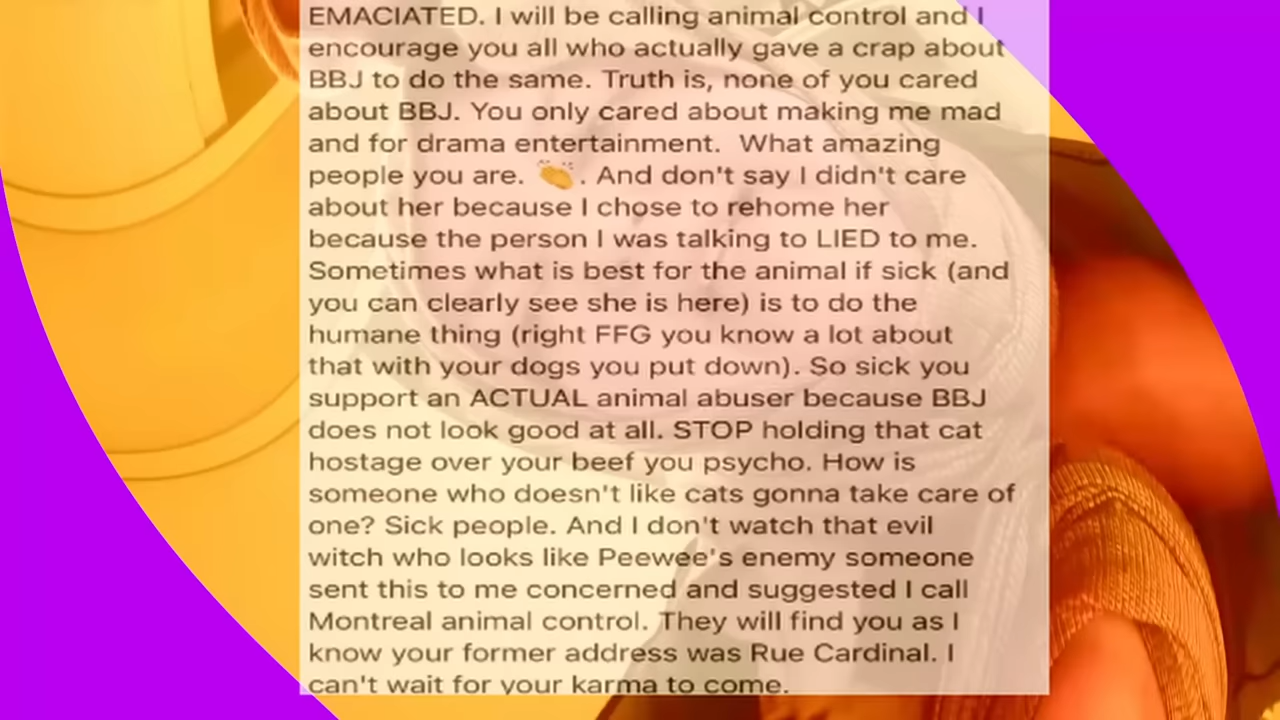 EMACIATED. I will be calling animal control and I
encourage you all who actually gave a crap about
BBJ to do the same. Truth is, none of you cared
about BBJ. You only cared about making me mad
and for drama entertainment.  What amazing
people you are. 👏. And don't say I didn't care
about her because I chose to rehome her
because the person I was talking to LIED to me.
Sometimes what is best for the animal if sick (and
you can clearly see she is here) is to do the
humane thing (right FFG you know a lot about
that with your dogs you put down). So sick you
support an ACTUAL animal abuser because BBJ
does not look good at all. STOP holding that cat
hostage over your beef you psycho. How is
someone who doesn't like cats gonna take care of
one? Sick people. And I don't watch that evil
witch who looks like Peewee's enemy someone
sent this to me concerned and suggested I call
Montreal animal control. They will find you as I
know your former address was Rue Cardinal. I
can't wait for your karma to come.